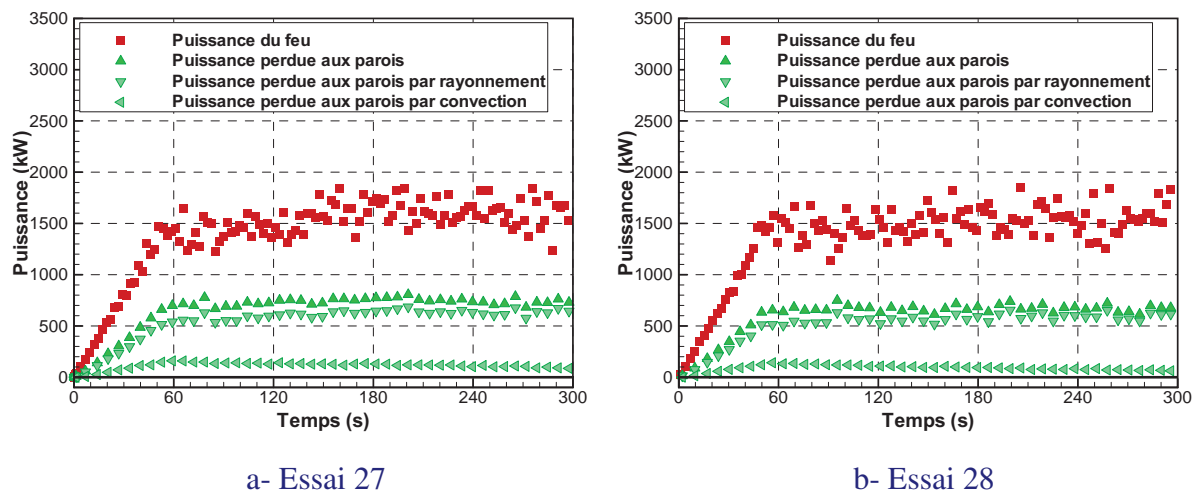 3500
3000
2500
2000
1500
1000
500
0
Puissance (kW)
Puissance du feu
Puissance perdue aux parois
Puissance perdue aux parois par rayonnement
Puissance perdue aux parois par convection
0 60 120 180 240 300
Temps (s)
a- Essai 27
3500
3000
2500
2000
1500
1000
500
0
Puissance (kW)
Puissance du feu
Puissance perdue aux parois
Puissance perdue aux parois par rayonnement
Puissance perdue aux parois par convection
0 60 120 180 240 300
Temps (s)
b- Essai 28